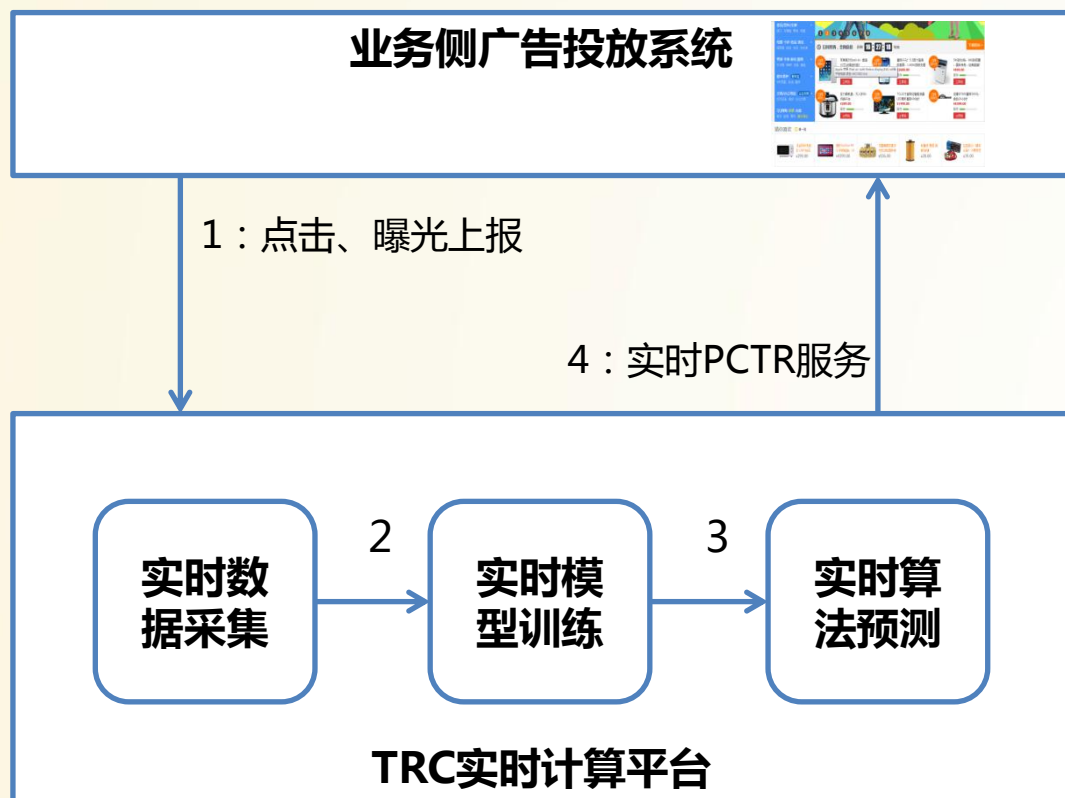 业务侧广告投放系统
1：点击、曝光上报
4：实时PCTR服务
2
3
实时数
据采集
实时模
型训练
实时算
法预测
TRC实时计算平台